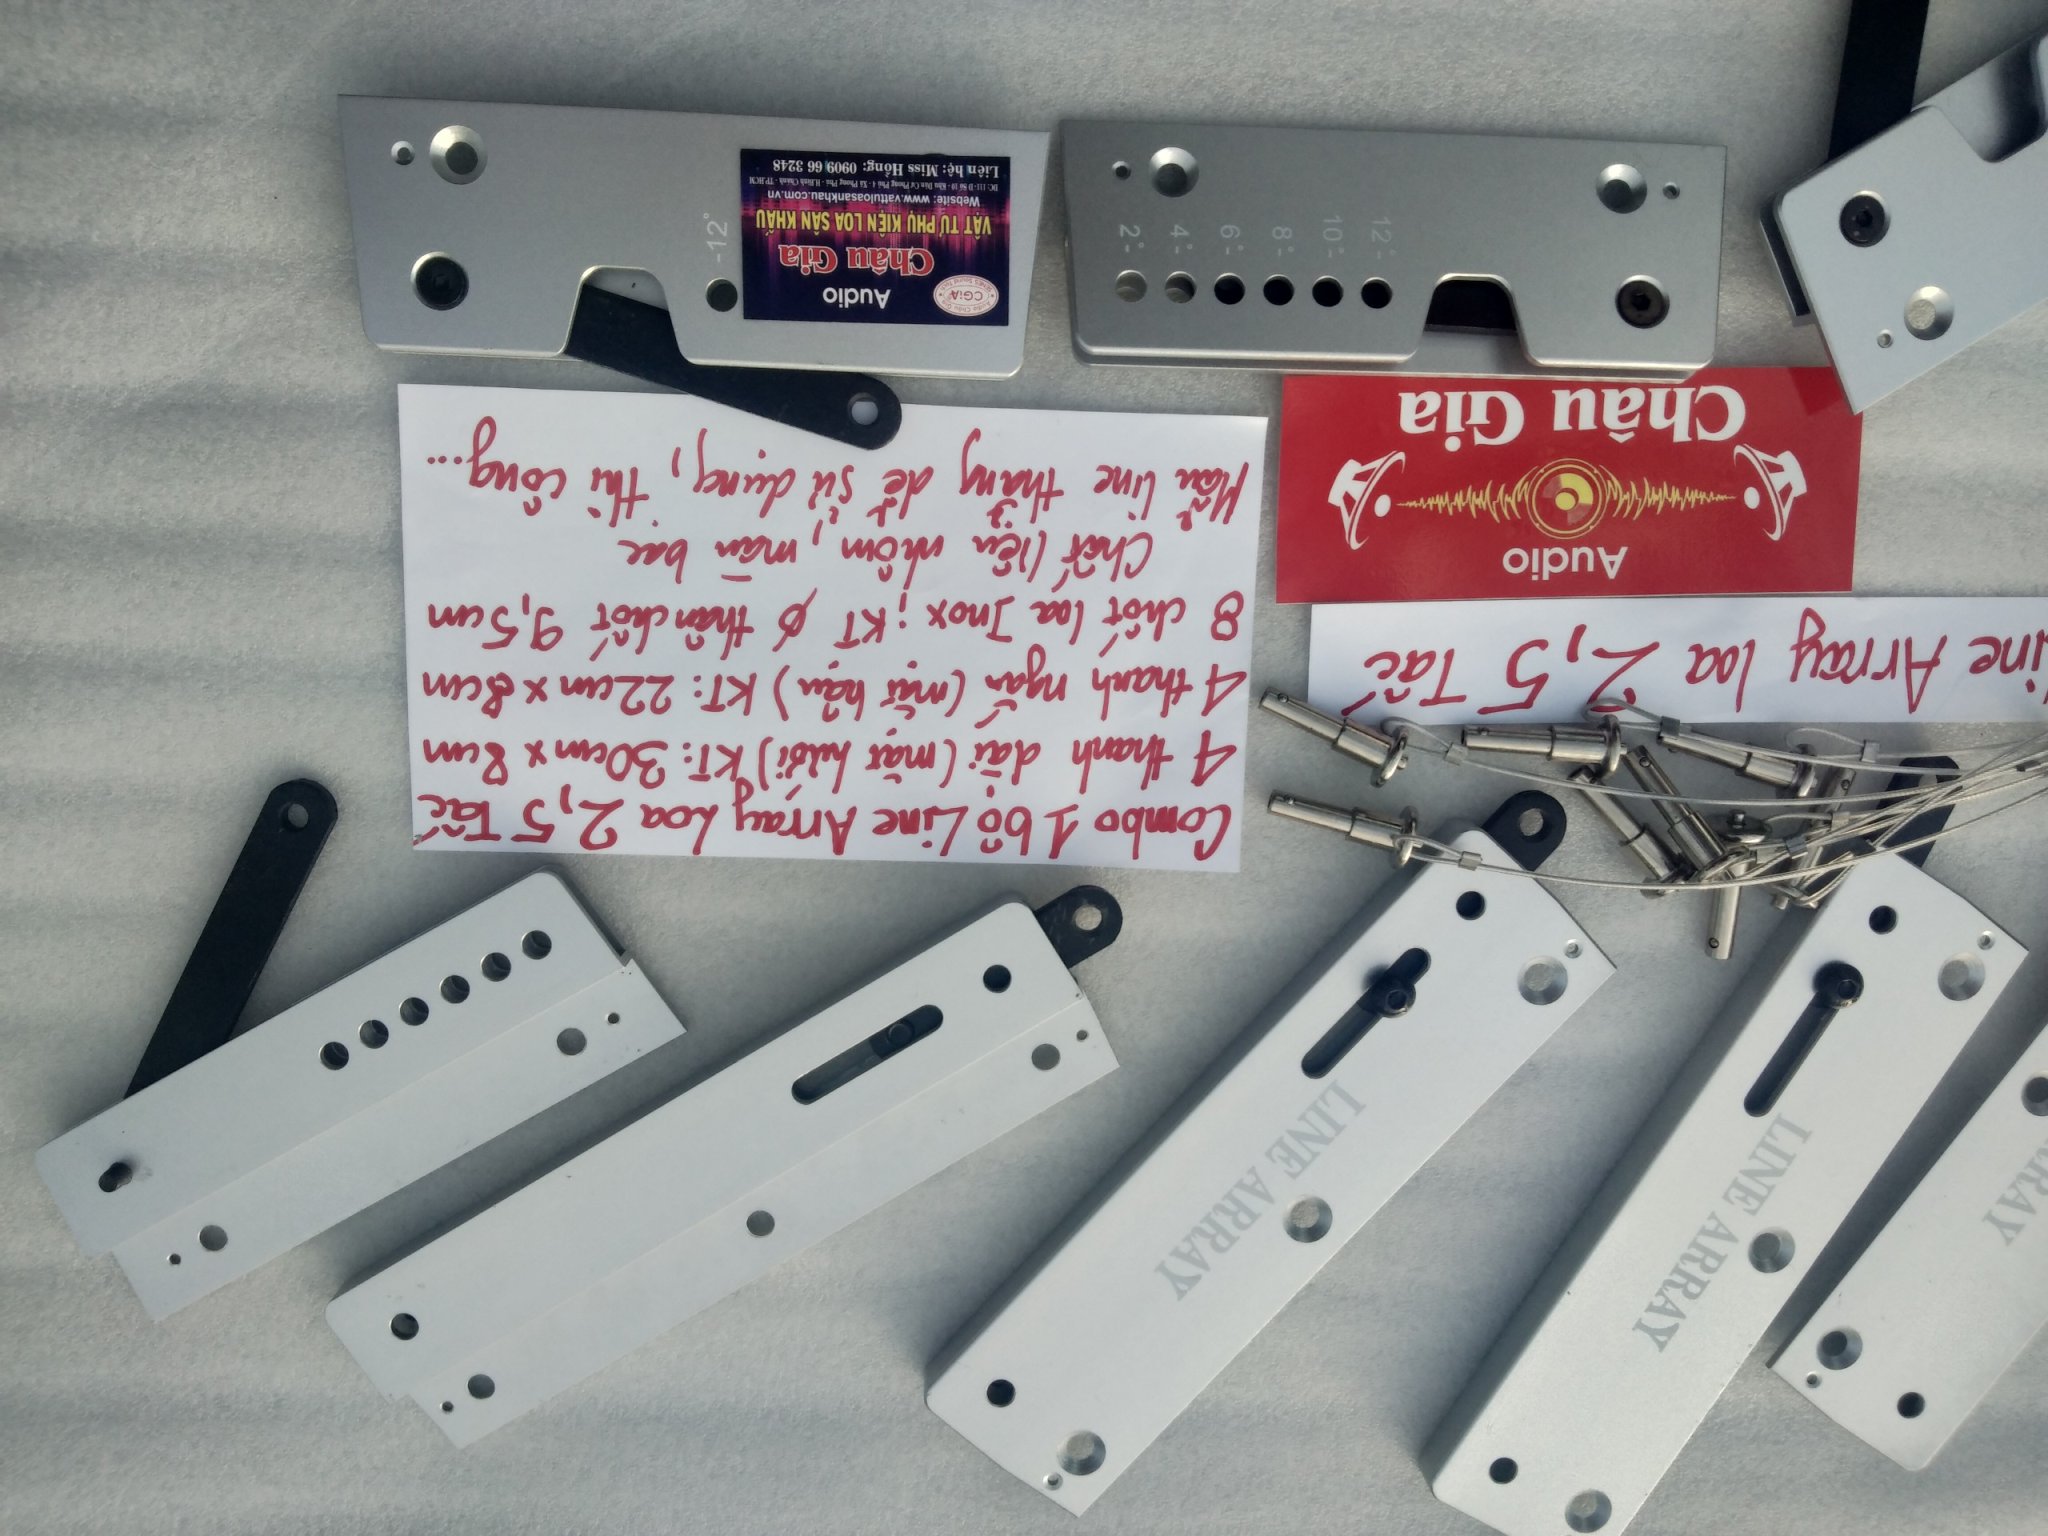 Combo 1 bộ Line Array Loa 2,5 Tấc
4 thanh dài (mặt lưới) KT: 30cm x 8cm
4 thanh ngắn (mặt hậu) KT: 22cm x 8cm
8 chốt loa Inox; KT φ thân chốt 9,5cm
Chất liệu nhôm, màu bạc
Mẫu line thẳng dễ sử dụng, thi công...
Line Array loa 2,5 Tấc
Audio
Châu Gia
Audio
Châu Gia
VẬT TƯ PHỤ KIỆN LOA SÂN KHẤU
Website: www.vattuloasankhau.com.vn
Liên hệ: Miss Hồng: 0909 66 3248
CGiA
-12°
2°
4°
6°
8°
10°
12°
LINE ARRAY
LINE ARRAY
ARRAY